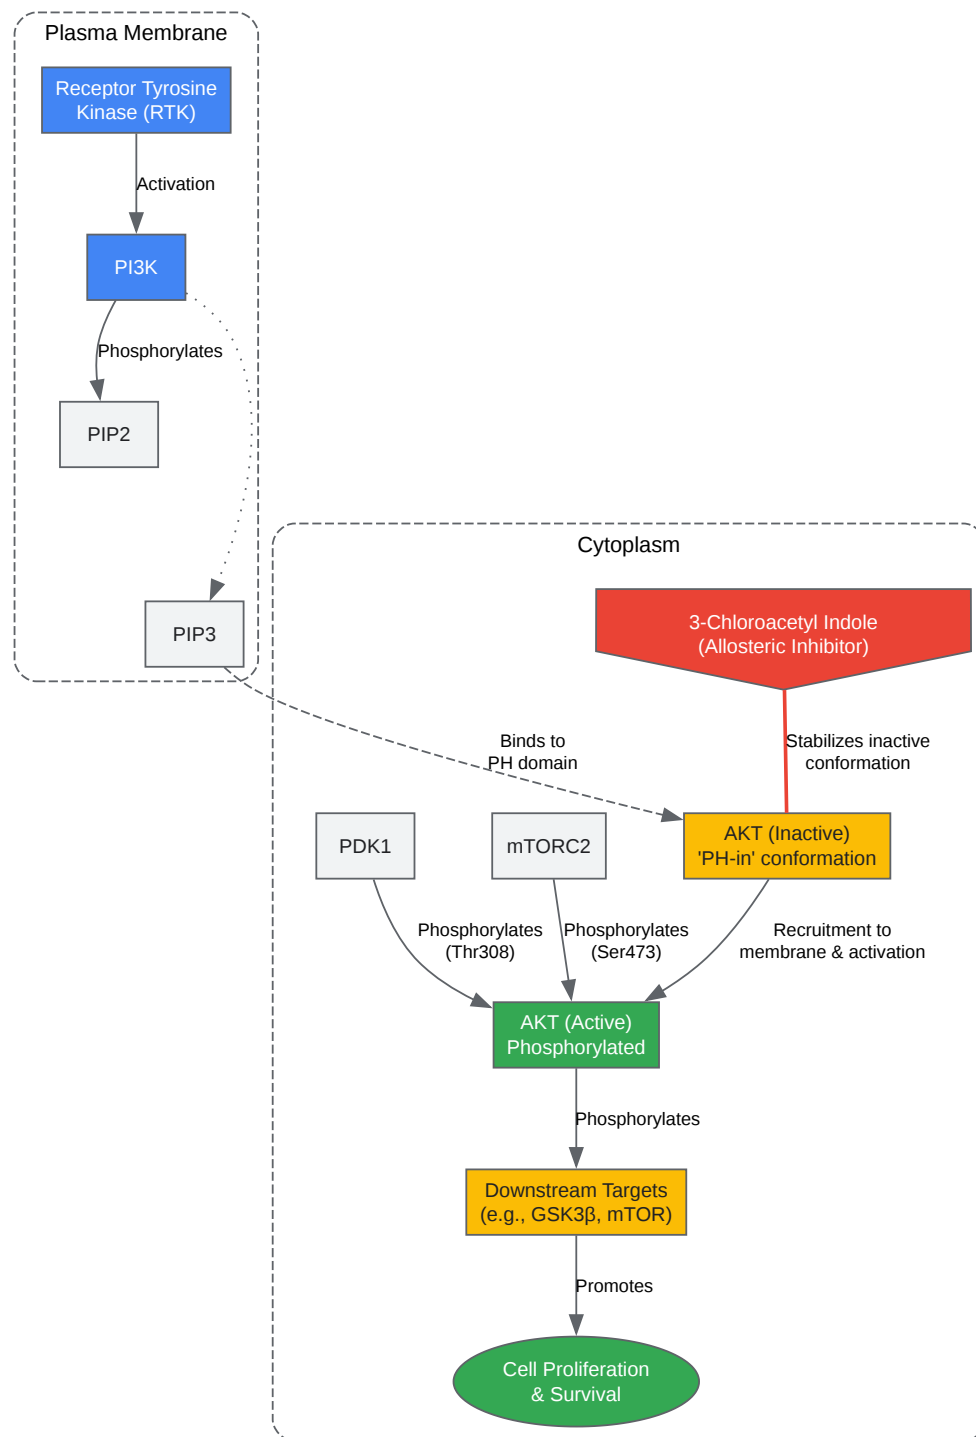 Plasma Membrane
Receptor Tyrosine
Kinase (RTK)
Activation
PI3K
Phosphorylates
PIP2
PIP3
Cytoplasm
3-Chloroacetyl Indole
(Allosteric Inhibitor)
Binds to
PH domain
Stabilizes inactive
conformation
PDK1
mTORC2
AKT (Inactive)
'PH-in' conformation
Phosphorylates
(Thr308)
Phosphorylates
(Ser473)
Recruitment to
membrane & activation
AKT (Active)
Phosphorylated
Phosphorylates
Downstream Targets
(e.g., GSK3β, mTOR)
Promotes
Cell Proliferation
& Survival